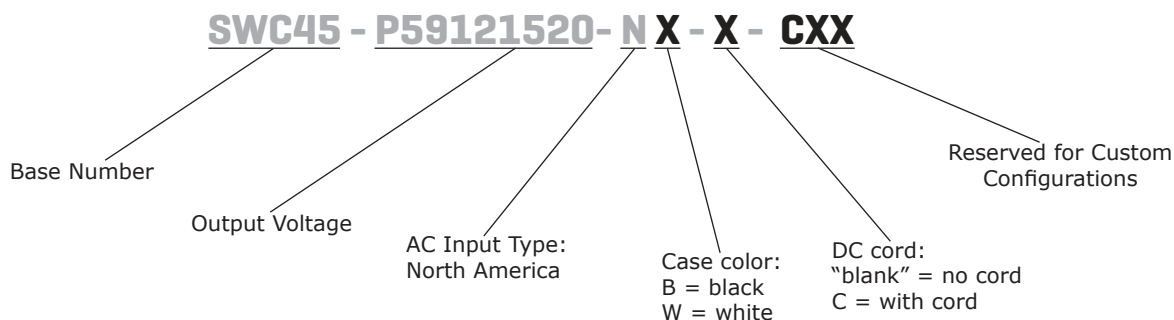 SWC45 - P59121520- N X - X - CXX
Base Number
Output Voltage
AC Input Type:
North America
Case color:
B = black
W = white
DC cord:
“blank” = no cord
C = with cord
Reserved for Custom
Configurations